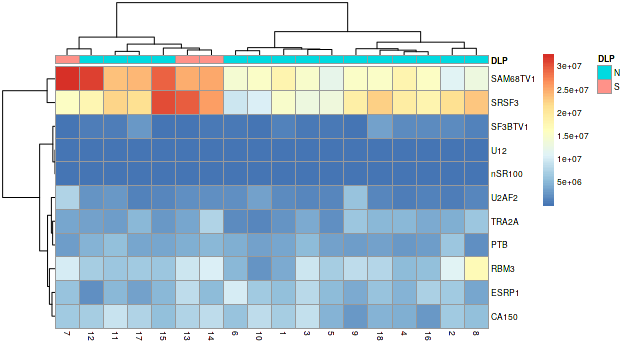 DLP
SAM68TV1
SRSF3
SF3BTV1
U12
nSR100
U2AF2
TRA2A
PTB
RBM3
ESRP1
CA150
7 12 11 17 15 13 14 6 10 1 3 5 9 18 4 16 2 8
3e+07
2.5e+07
2e+07
1.5e+07
1e+07
5e+06
DLP
N
S